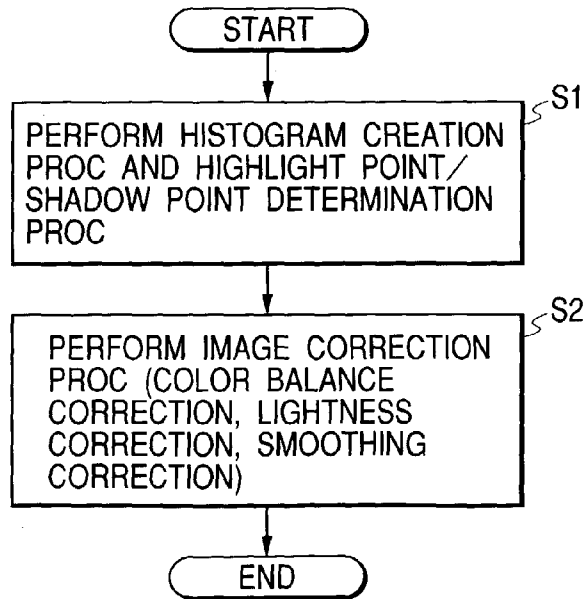 START
S1
PERFORM HISTOGRAM CREATION
PROC AND HIGHLIGHT POINT/
SHADOW POINT DETERMINATION
PROC
S2
PERFORM IMAGE CORRECTION
PROC (COLOR BALANCE
CORRECTION, LIGHTNESS
CORRECTION, SMOOTHING
CORRECTION)
END